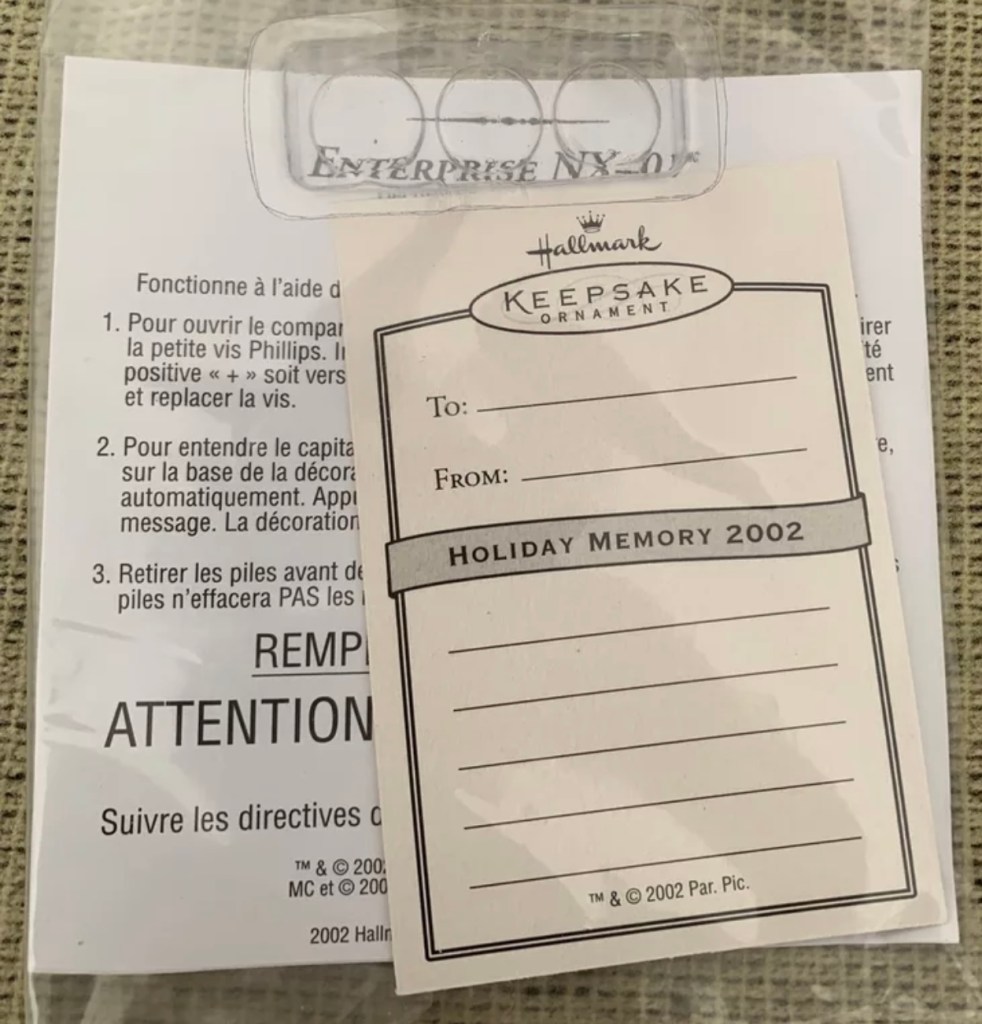 ENTERPRISE NX-01
Fonctionne à l'aide d
1. Pour ouvrir le compar
la petite vis Phillips. I
positive « + » soit vers
et replacer la vis.
irer
té
ent
2. Pour entendre le capita
sur la base de la décora
automatiquement. App
message. La décoration
e,
3. Retirer les piles avant de
piles n'effacera PAS les
REMP
ATTENTION
Suivre les directives d
™ & © 200
MC et © 200
2002 Hallm
Hallmark
KEEPSAKE
ORNAMENT
TO:
FROM:
HOLIDAY MEMORY 2002
™ & © 2002 Par. Pic.